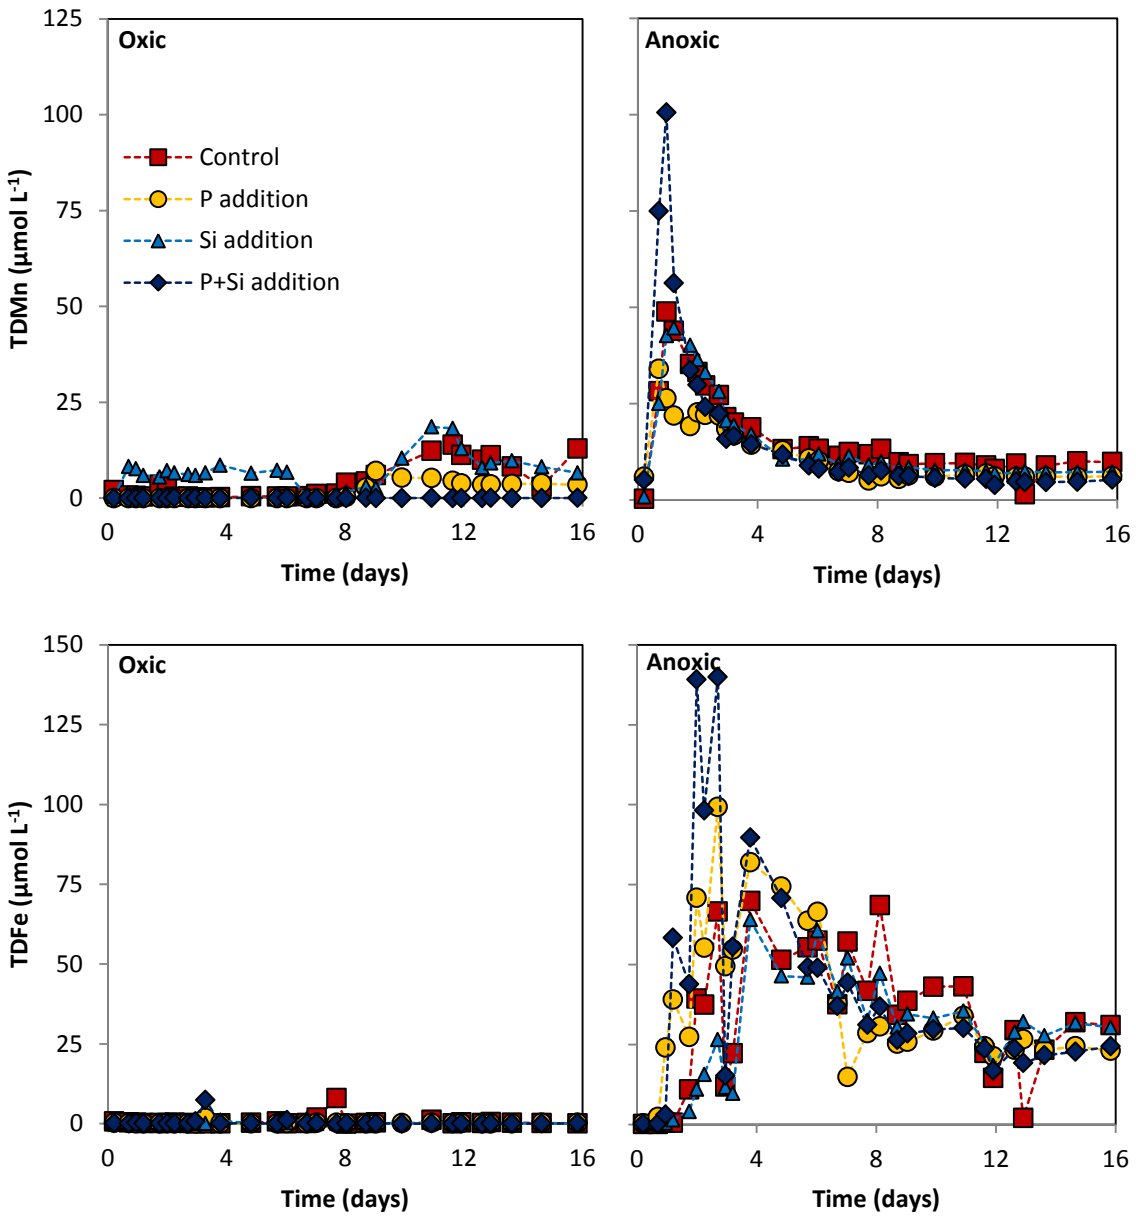 125
100
75
50
25
0
TDMn (µmol L-1)
Oxic
Control
P addition
Si addition
P+Si addition
0 4 8 12 16
Time (days)
Anoxic
0 4 8 12 16
Time (days)
150
125
100
75
50
25
0
TDFe (µmol L-1)
Oxic
0 4 8 12 16
Time (days)
Anoxic
0 4 8 12 16
Time (days)